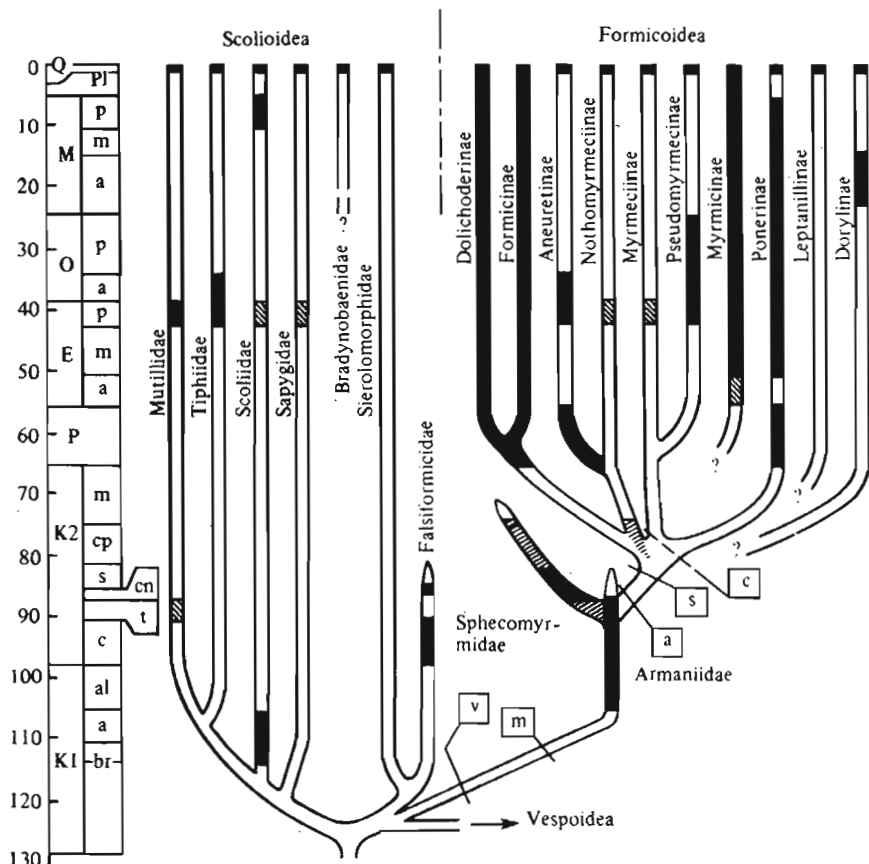 Scolioidea
Formicoidea
0
10
20
30
40
50
60
70
80
90
100
110
120
130
Q
Pl
M
p
m
a
O
p
a
E
p
m
a
P
K2
m
cp
s
cn
t
c
K1
al
a
br
Mutillidae
Tiphiidae
Scoliidae
Sapygidae
Bradynobaenidae
?
Sierolomorphidae
Falsiformicidae
Dolichoderinae
Formicinae
Aneuretinae
Nothomyrmeciinae
Myrmeciinae
Pseudomyrmecinae
Myrmicinae
Ponerinae
Leptanillinae
Dorylinae
?
?
?
Sphecomyr-
midae
Armaniidae
c
s
a
v
m
Vespoidea